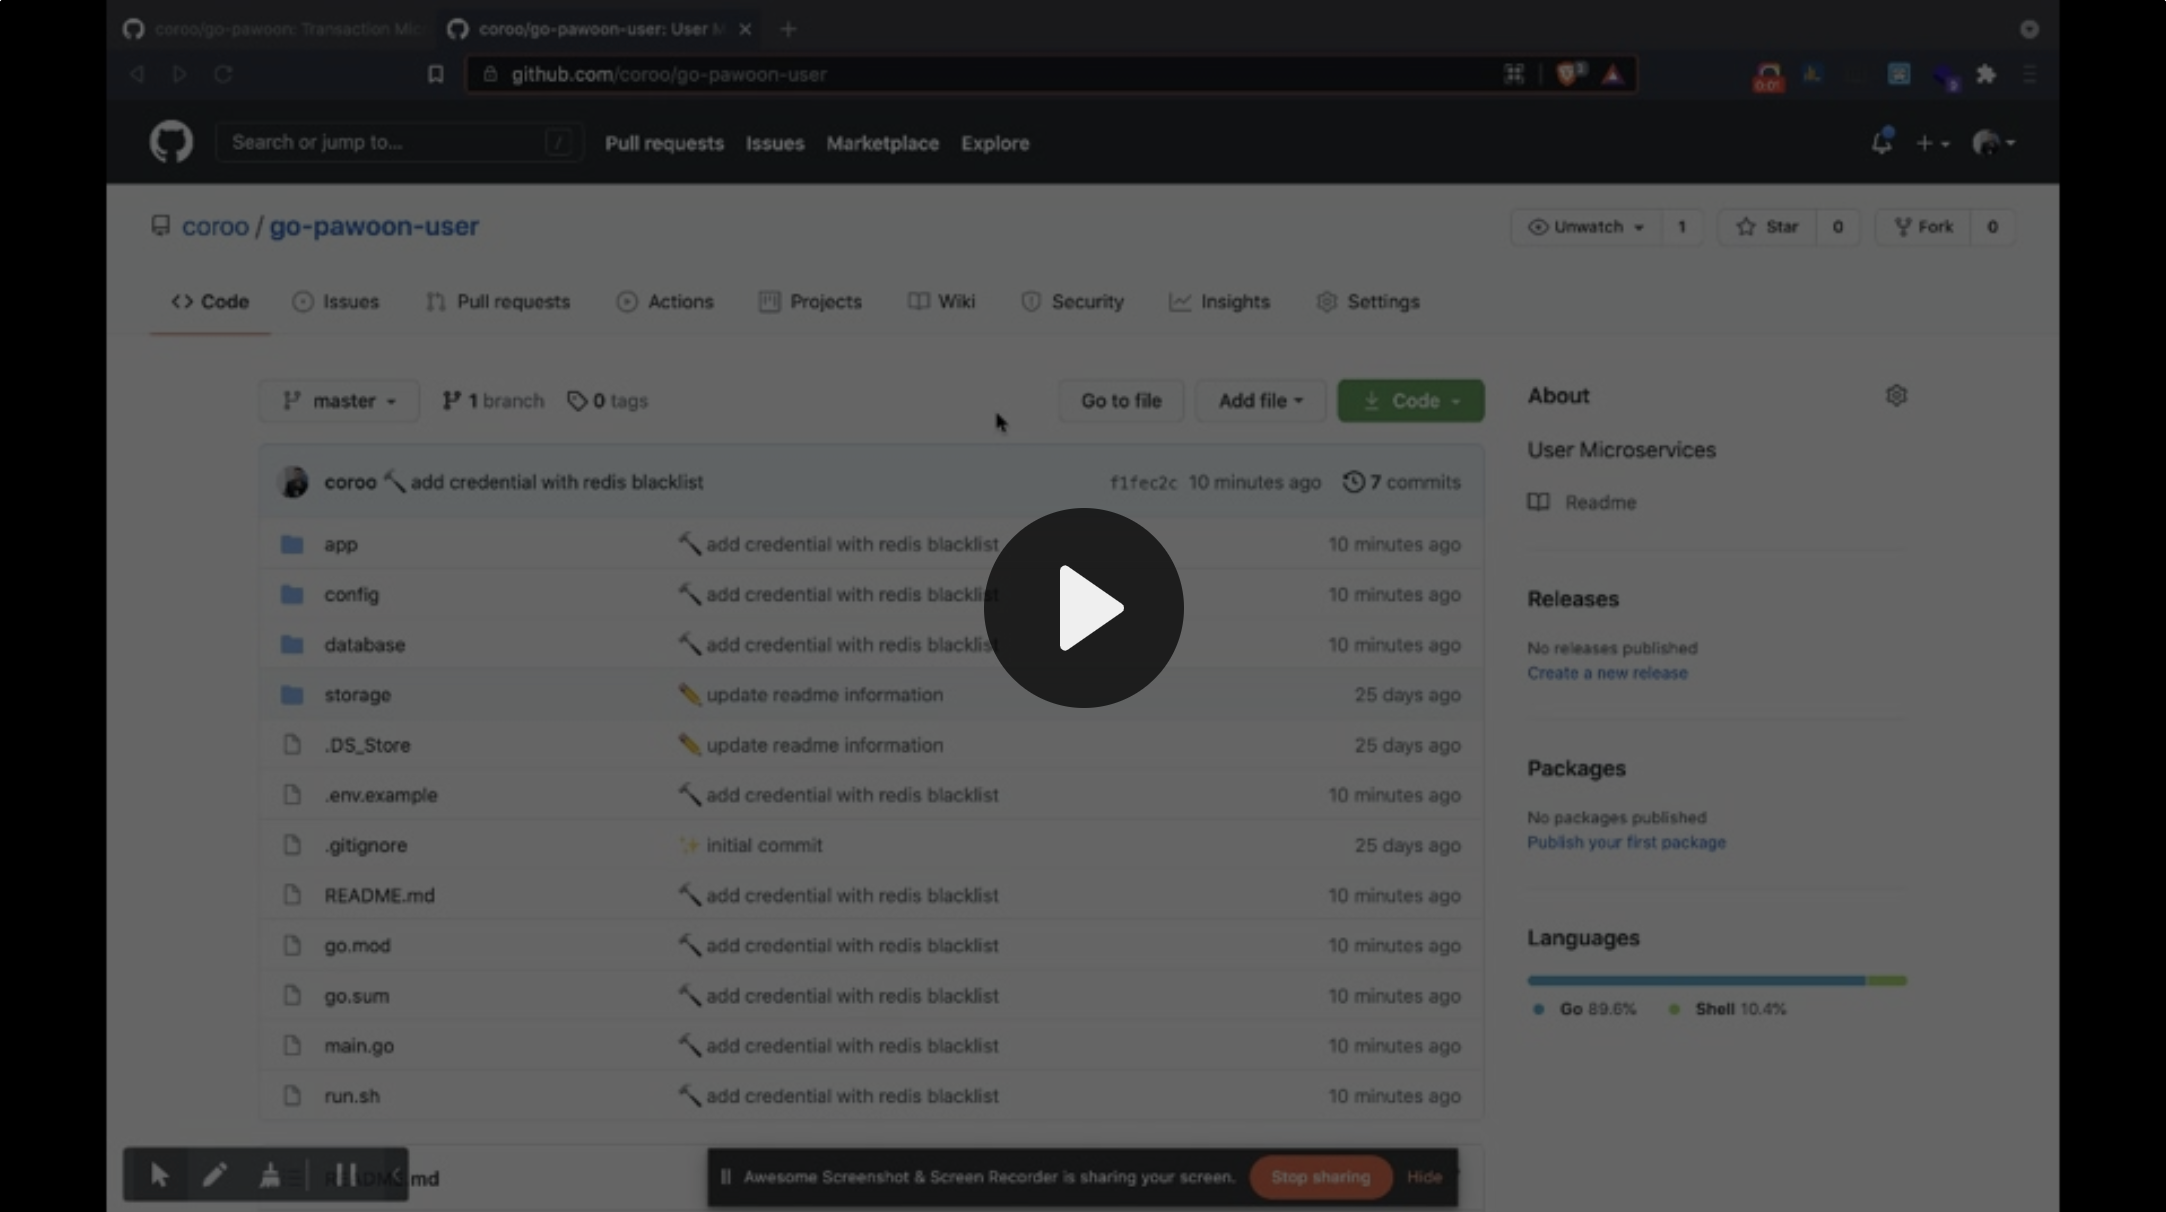 coroo/go-pawoon: Transaction Mic
coroo/go-pawoon-user: User M
github.com/coroo/go-pawoon-user
0:01
Search or jump to...
/
Pull requests
Issues
Marketplace
Explore
coroo / go-pawoon-user
Unwatch 1
Star 0
Fork 0
Code
Issues
Pull requests
Actions
Projects
Wiki
Security
Insights
Settings
master
1 branch
0 tags
Go to file
Add file
Code
coroo add credential with redis blacklist f1fec2c 10 minutes ago 7 commits
app add credential with redis blacklist 10 minutes ago
config add credential with redis blacklist 10 minutes ago
database add credential with redis blacklist 10 minutes ago
storage update readme information 25 days ago
.DS_Store update readme information 25 days ago
.env.example add credential with redis blacklist 10 minutes ago
.gitignore initial commit 25 days ago
README.md add credential with redis blacklist 10 minutes ago
go.mod add credential with redis blacklist 10 minutes ago
go.sum add credential with redis blacklist 10 minutes ago
main.go add credential with redis blacklist 10 minutes ago
run.sh add credential with redis blacklist 10 minutes ago
README.md
About
User Microservices
Readme
Releases
No releases published
Create a new release
Packages
No packages published
Publish your first package
Languages
Go 89.6%
Shell 10.4%
Awesome Screenshot & Screen Recorder is sharing your screen. Stop sharing Hide